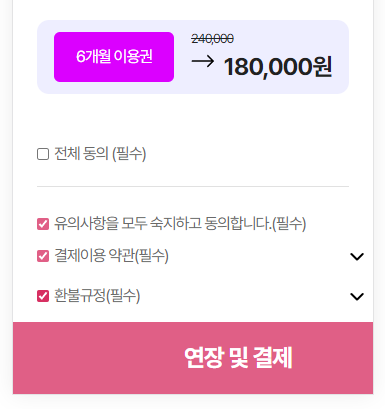 6개월 이용권
240,000
→ 180,000원
전체 동의 (필수)
유의사항을 모두 숙지하고 동의합니다.(필수)
결제이용 약관(필수)
환불규정(필수)
연장 및 결제